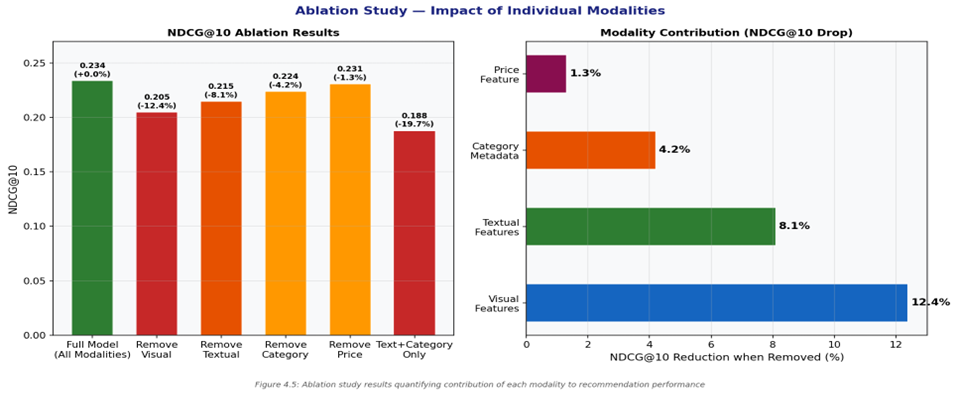 Ablation Study — Impact of Individual Modalities
NDCG@10 Ablation Results
NDCG@10
0.25
0.20
0.15
0.10
0.05
0.00
0.234
(+0.0%)
0.205
(-12.4%)
0.215
(-8.1%)
0.224
(-4.2%)
0.231
(-1.3%)
0.188
(-19.7%)
Full Model
(All Modalities)
Remove
Visual
Remove
Textual
Remove
Category
Remove
Price
Text+Category
Only
Modality Contribution (NDCG@10 Drop)
Price
Feature
1.3%
Category
Metadata
4.2%
Textual
Features
8.1%
Visual
Features
12.4%
0
2
4
6
8
10
12
NDCG@10 Reduction when Removed (%)
Figure 4.5: Ablation study results quantifying contribution of each modality to recommendation performance